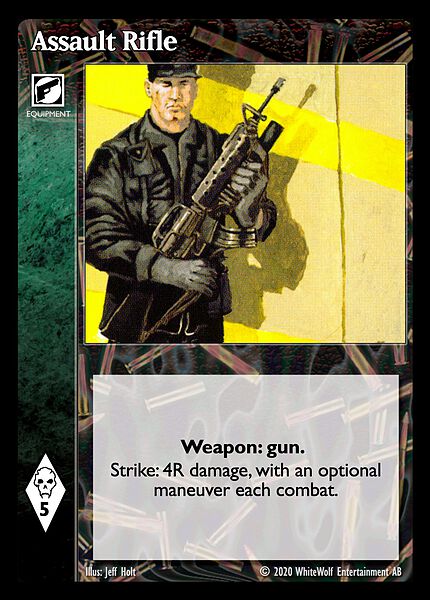 Assault Rifle
EQUIPMENT
Weapon: gun.
Strike: 4R damage, with an optional
maneuver each combat.
5
Illus: Jeff Holt
© 2020 WhiteWolf Entertainment AB